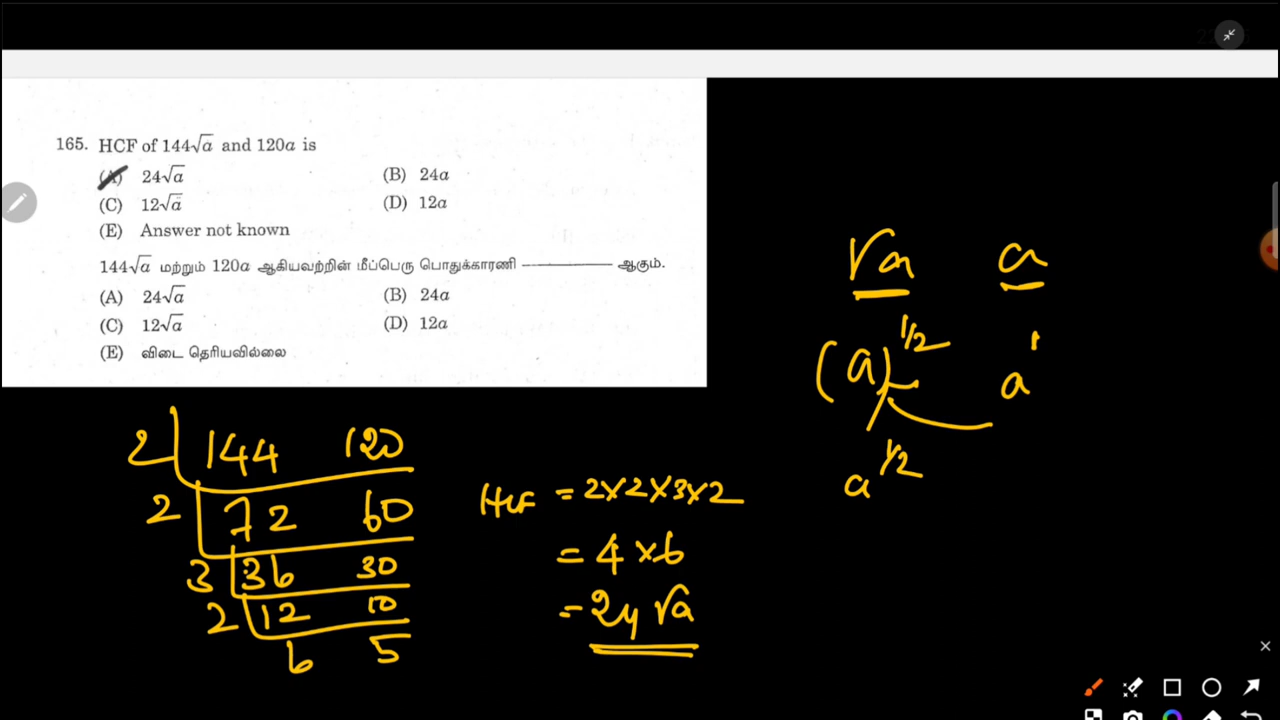 165. HCF of 144√a and 120a is
(A) 24√a (B) 24a
(C) 12√a (D) 12a
(E) Answer not known
144√a மற்றும் 120a ஆகியவற்றின் மீப்பெரு பொதுக்காரணி ———— ஆகும்.
(A) 24√a (B) 24a
(C) 12√a (D) 12a
(E) விடை தெரியவில்லை
√a a
(a)^1/2 a^1
a^1/2
2 144 120
2 72 60
3 36 30
2 12 10
6 5
HCF = 2×2×3×2
= 4×6
= 24√a